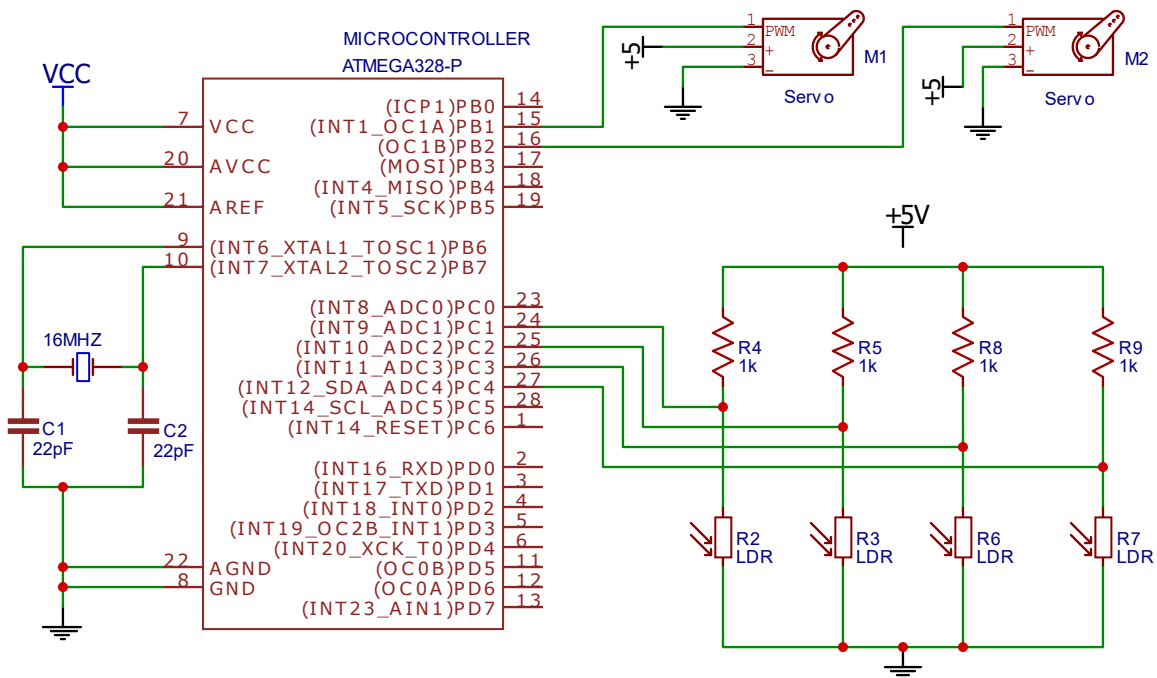 MICROCONTROLLER
ATMEGA328-P
VCC
7 VCC
20 AVCC
21 AREF
9 (INT6_XTAL1_TOSC1)PB6
10 (INT7_XTAL2_TOSC2)PB7
22 AGND
8 GND
(ICP1)PB0 14
(INT1_OC1A)PB1 15
(OC1B)PB2 16
(MOSI)PB3 17
(INT4_MISO)PB4 18
(INT5_SCK)PB5 19
(INT8_ADC0)PC0 23
(INT9_ADC1)PC1 24
(INT10_ADC2)PC2 25
(INT11_ADC3)PC3 26
(INT12_SDA_ADC4)PC4 27
(INT14_SCL_ADC5)PC5 28
(INT14_RESET)PC6 1
(INT16_RXD)PD0 2
(INT17_TXD)PD1 3
(INT18_INT0)PD2 4
(INT19_OC2B_INT1)PD3 5
(INT20_XCK_T0)PD4 6
(OC0B)PD5 11
(OC0A)PD6 12
(INT23_AIN1)PD7 13
16MHZ
C1
22pF
C2
22pF
1 PWM
2 +
3 -
+5
M1
Servo
1 PWM
2 +
3 -
+5
M2
Servo
+5V
R4
1k
R5
1k
R8
1k
R9
1k
R2
LDR
R3
LDR
R6
LDR
R7
LDR